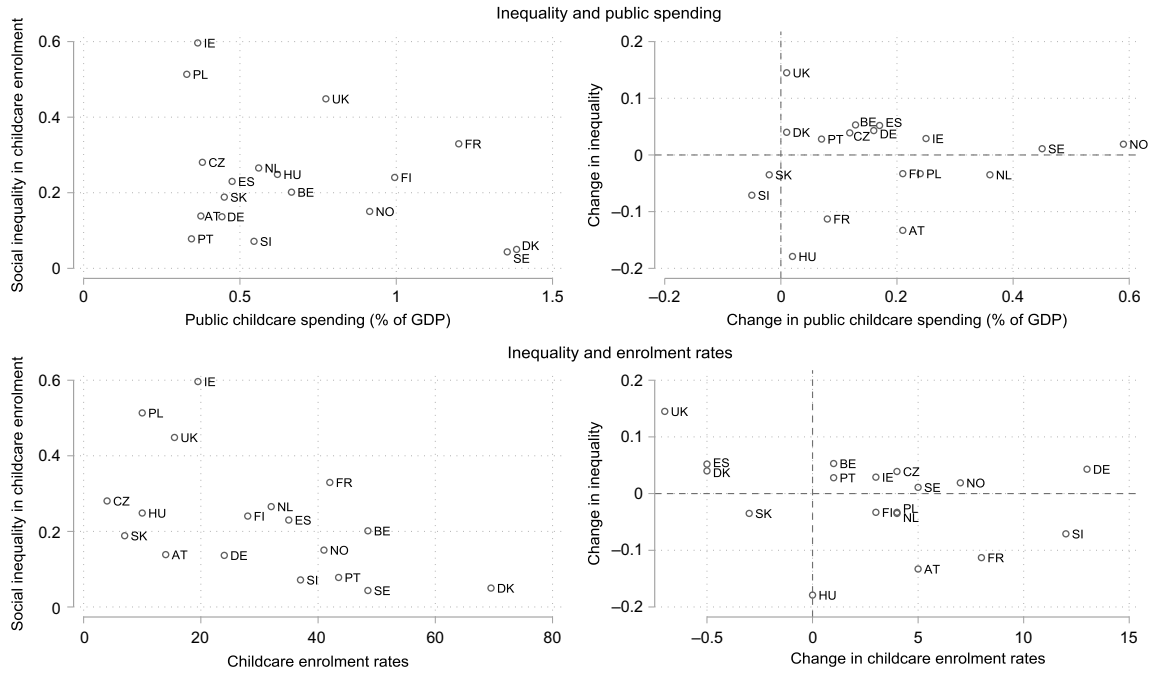 Inequality and public spending
Social inequality in childcare enrolment
0.6
0.4
0.2
0
0
0.5
1
1.5
Public childcare spending (% of GDP)
IE
PL
UK
FR
CZ
NL
HU
ES
FI
BE
SK
AT
DE
NO
PT
SI
DK
SE
Change in inequality
0.2
0.1
0
–0.1
–0.2
–0.2
0
0.2
0.4
0.6
Change in public childcare spending (% of GDP)
UK
BE
ES
DK
CZ
DE
PT
IE
SE
NO
SK
FI
PL
NL
SI
FR
AT
HU
Inequality and enrolment rates
Social inequality in childcare enrolment
0.6
0.4
0.2
0
0
20
40
60
80
Childcare enrolment rates
IE
PL
UK
FR
CZ
HU
NL
FI
ES
SK
BE
AT
DE
NO
SI
PT
SE
DK
Change in inequality
0.2
0.1
0
–0.1
–0.2
–0.5
0
5
10
15
Change in childcare enrolment rates
UK
ES
DK
BE
PT
IE
CZ
SE
NO
DE
SK
FI
PL
NL
SI
FR
AT
HU